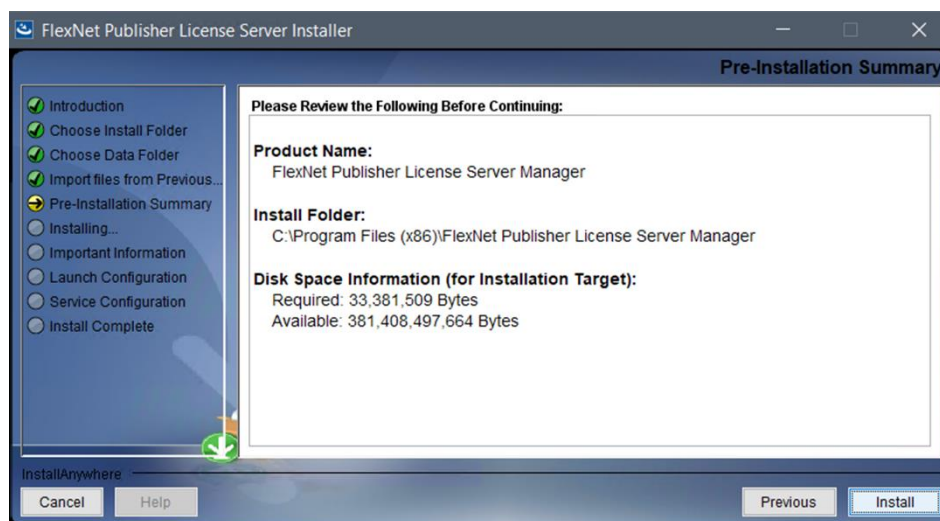 FlexNet Publisher License Server Installer
Pre-Installation Summary
Introduction
Choose Install Folder
Choose Data Folder
Import files from Previous...
Pre-Installation Summary
Installing...
Important Information
Launch Configuration
Service Configuration
Install Complete
Please Review the Following Before Continuing:
Product Name:
FlexNet Publisher License Server Manager
Install Folder:
C:\Program Files (x86)\FlexNet Publisher License Server Manager
Disk Space Information (for Installation Target):
Required: 33,381,509 Bytes
Available: 381,408,497,664 Bytes
InstallAnywhere
Cancel
Help
Previous
Install